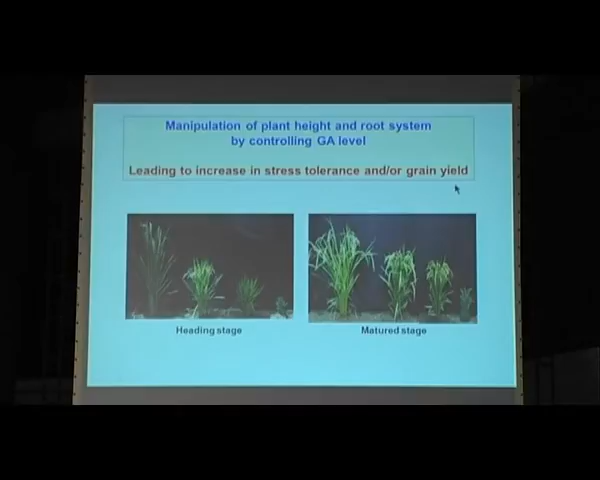 Manipulation of plant height and root system
by controlling GA level
Leading to increase in stress tolerance and/or grain yield
Heading stage
Matured stage